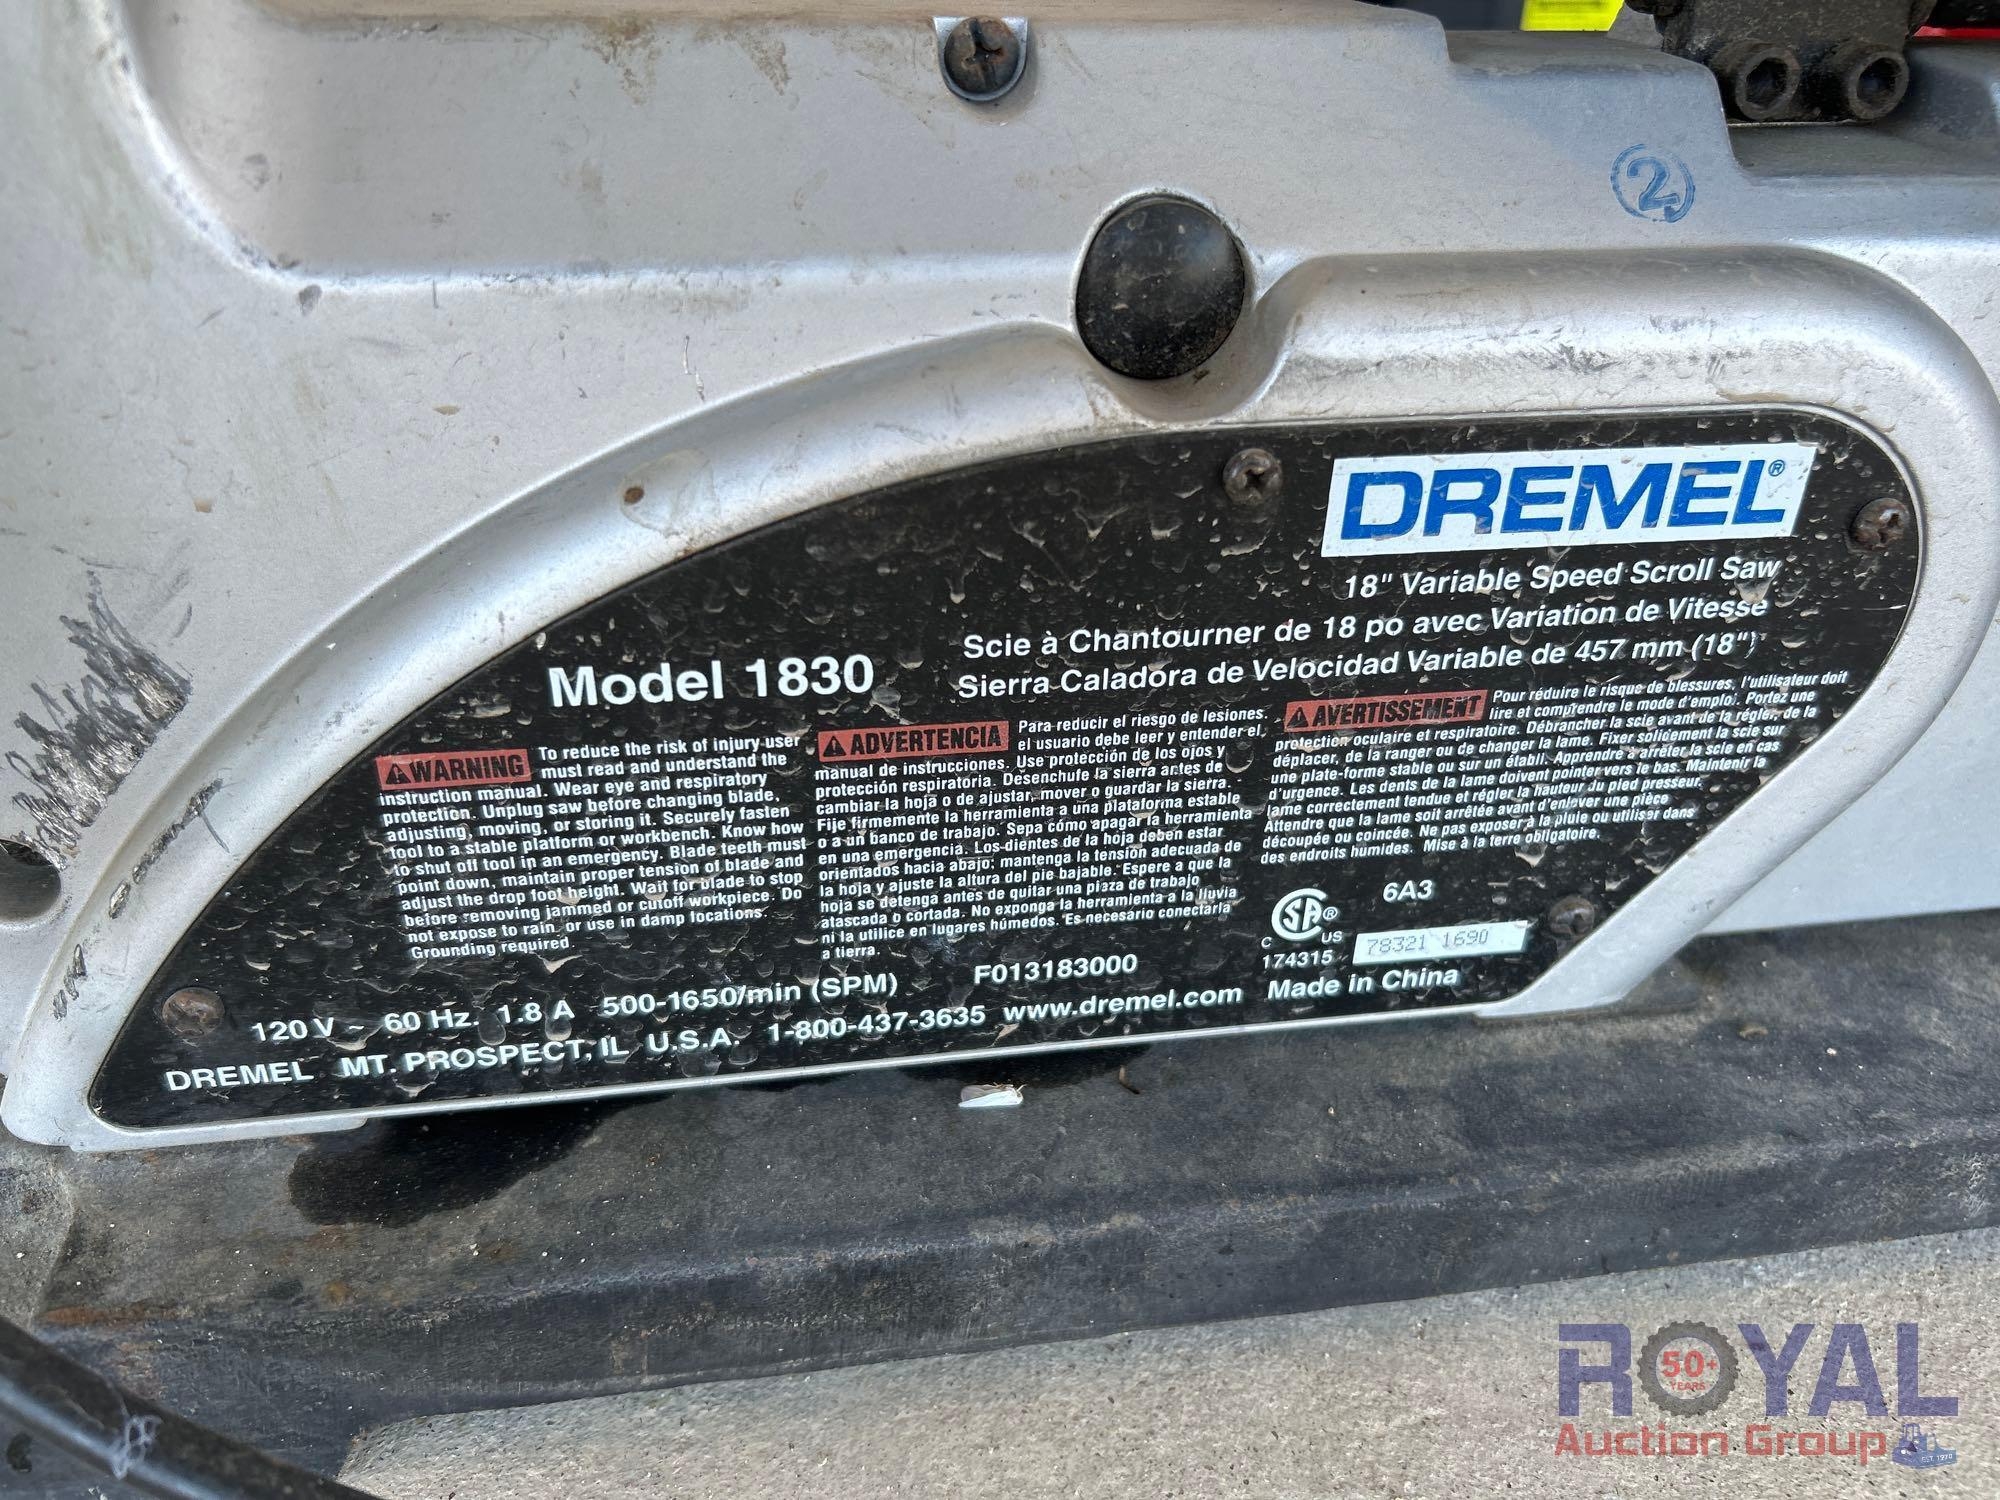 2
DREMEL®
18" Variable Speed Scroll Saw
Scie à Chantourner de 18 po avec Variation de Vitesse
Sierra Caladora de Velocidad Variable de 457 mm (18")
Model 1830
WARNING To reduce the risk of injury user
must read and understand the
instruction manual. Wear eye and respiratory
protection. Unplug saw before changing blade,
adjusting, moving, or storing it. Securely fasten
tool to a stable platform or workbench. Know how
to shut off tool in an emergency. Blade teeth must
point down, maintain proper tension of blade and
adjust the drop foot height. Wait for blade to stop
before removing jammed or cutoff workpiece. Do
not expose to rain or use in damp locations.
Grounding required.
ADVERTENCIA Para reducir el riesgo de lesiones.
el usuario debe leer y entender el
manual de instrucciones. Use protección de los ojos y
protección respiratoria. Desenchufe la sierra antes de
cambiar la hoja o de ajustar, mover o guardar la sierra.
Fije firmemente la herramienta a una plataforma estable
o a un banco de trabajo. Sepa cómo apagar la herramienta
en una emergencia. Los dientes de la hoja deben estar
orientados hacia abajo; mantenga la tensión adecuada de
la hoja y ajuste la altura del pie bajable. Espere a que la
hoja se detenga antes de quitar una pieza de trabajo
atascada o cortada. No exponga la herramienta a la lluvia
ni la utilice en lugares húmedos. Es necesario conectarla
a tierra.
AVERTISSEMENT Pour réduire le risque de blessures, l'utilisateur doit
lire et comprendre le mode d'emploi. Portez une
protection oculaire et respiratoire. Débrancher la scie avant de la régler, de la
déplacer, de la ranger ou de changer la lame. Fixer solidement la scie sur
une plate-forme stable ou sur un établi. Apprendre à arrêter la scie en cas
d'urgence. Les dents de la lame doivent pointer vers le bas. Maintenir la
lame correctement tendue et régler la hauteur du pied presseur.
Attendre que la lame soit arrêtée avant d'enlever une pièce
découpée ou coincée. Ne pas exposer à la pluie ou utiliser dans
des endroits humides. Mise à la terre obligatoire.
6A3
SA®
C US
174315
78321 1690
Made in China
120 V ~ 60 Hz. 1.8 A 500-1650/min (SPM) F013183000
DREMEL MT. PROSPECT, IL U.S.A. 1-800-437-3635 www.dremel.com
ROYAL
50+
YEARS
Auction Group
EST. 1970